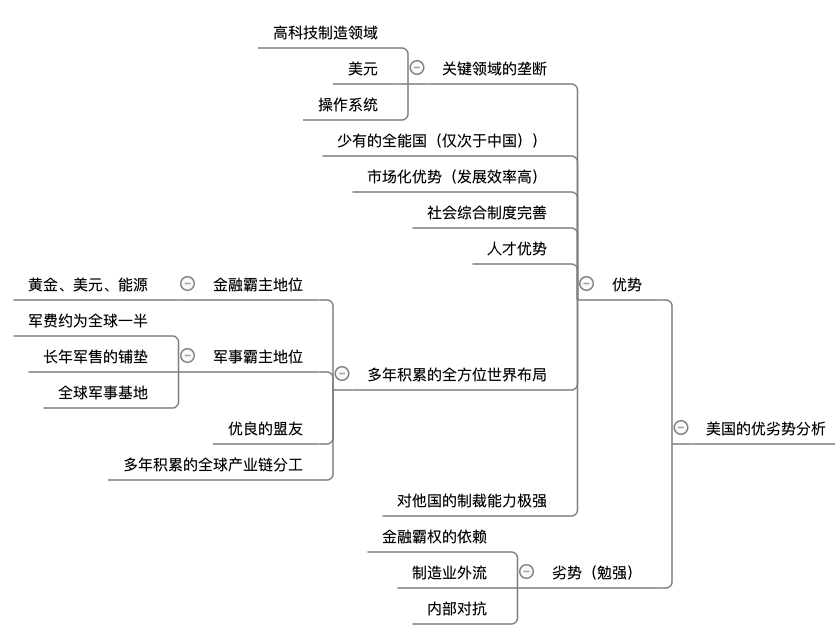 高科技制造领域
美元
关键领域的垄断
操作系统
少有的全能国（仅次于中国））
市场化优势（发展效率高）
社会综合制度完善
人才优势
黄金、美元、能源
金融霸主地位
优势
军费约为全球一半
长年军售的铺垫
军事霸主地位
多年积累的全方位世界布局
全球军事基地
优良的盟友
美国的优劣势分析
多年积累的全球产业链分工
对他国的制裁能力极强
金融霸权的依赖
制造业外流
劣势（勉强）
内部对抗